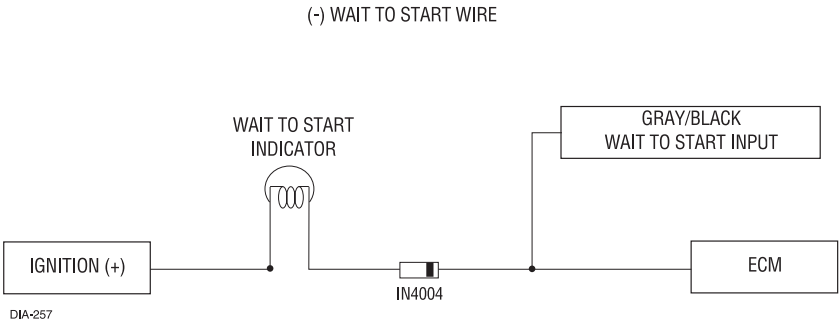 (-) WAIT TO START WIRE
WAIT TO START
INDICATOR
GRAY/BLACK
WAIT TO START INPUT
IGNITION (+)
IN4004
ECM
DIA-257